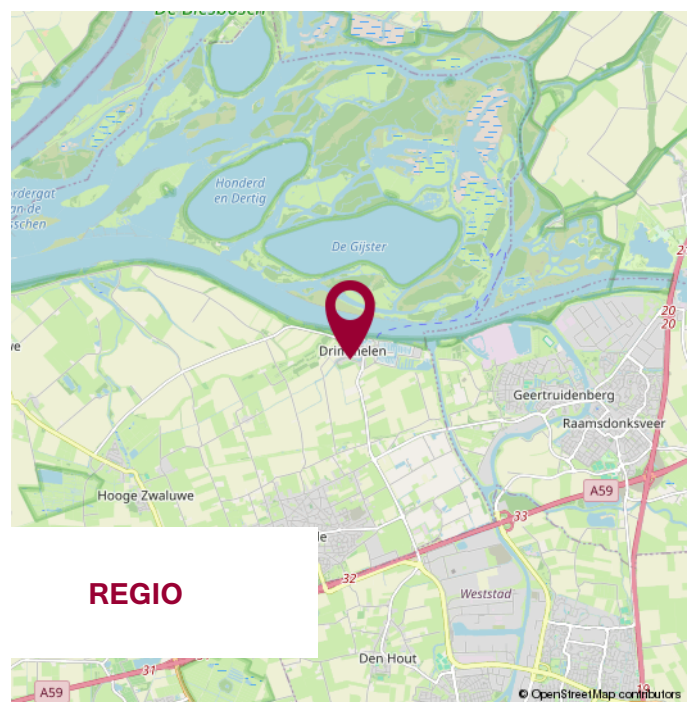 De Biesbosch
Honderd
en Dertig
De Gijster
20
20
Geertruidenberg
Raamsdonksveer
Hooge Zwaluwe
A59
33
32
Weststad
REGIO
Den Hout
31
A59
19
© OpenStreetMap contributors